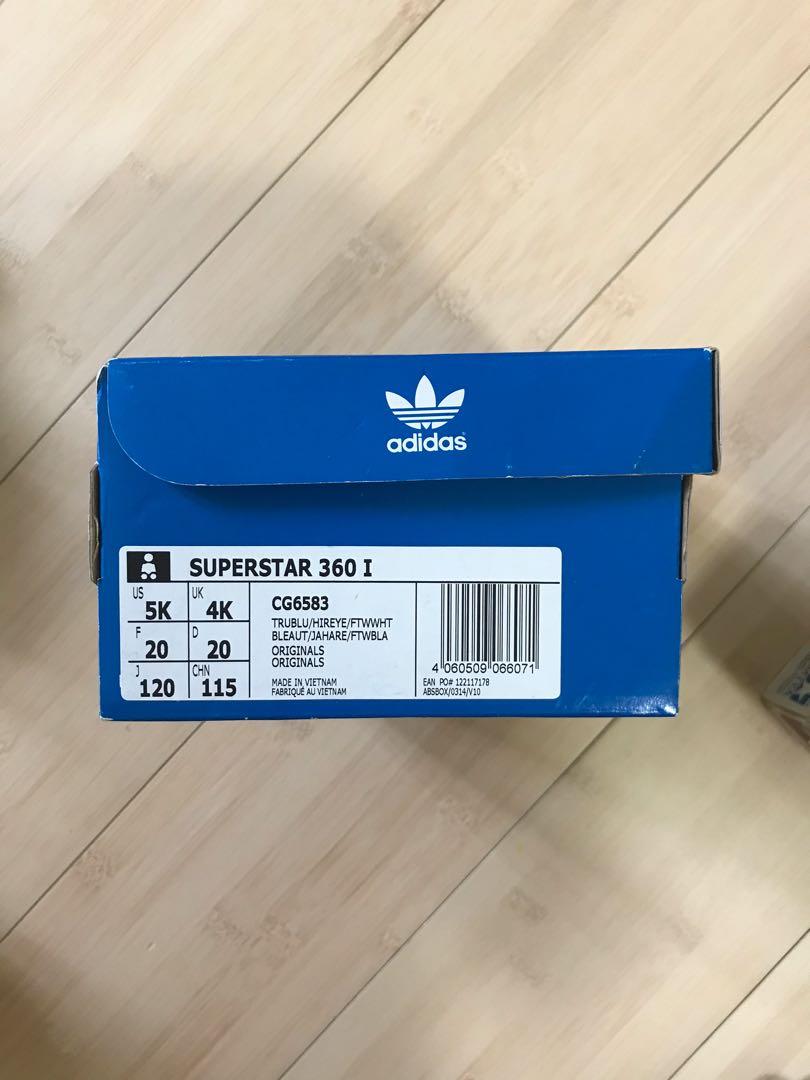 adidas
SUPERSTAR 360 I
US 5K UK 4K
F 20 D 20
J 120 CHN 115
CG6583
TRUBLU/HIREYE/FTWWHT
BLEAUT/JAHARE/FTWBLA
ORIGINALS
ORIGINALS
MADE IN VIETNAM
FABRIQUÉ AU VIETNAM
4 060509 066071
EAN PO# 122117178
ABSBOX/0314/V10